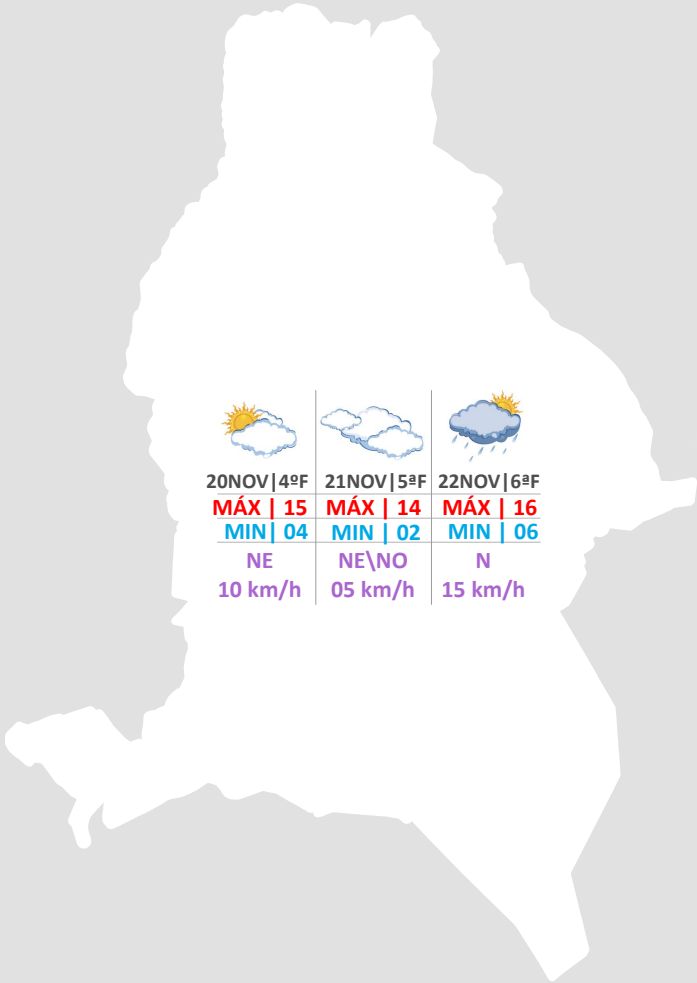 20NOV|4ºF 21NOV|5ªF 22NOV|6ªF
MÁX | 15 MÁX | 14 MÁX | 16
MIN| 04 MIN | 02 MIN | 06
NE NE\NO N
10 km/h 05 km/h 15 km/h